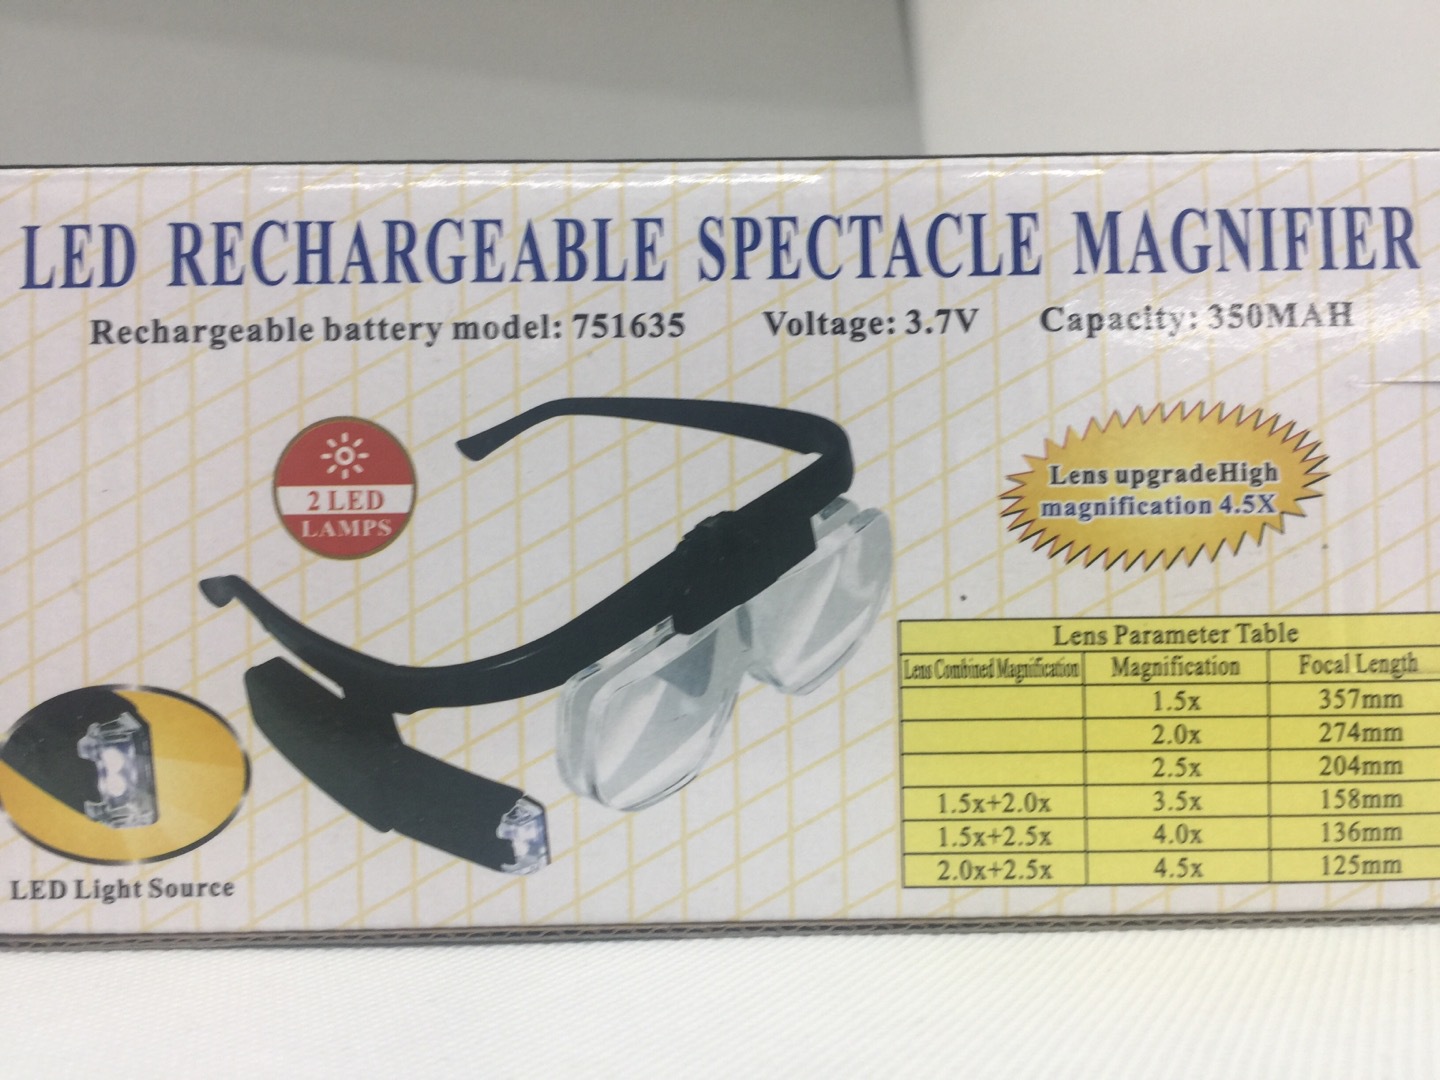 LED RECHARGEABLE SPECTACLE MAGNIFIER
Rechargeable battery model: 751635 Voltage: 3.7V Capacity: 350MAH
2 LED
LAMPS
Lens upgradeHigh
magnification 4.5X
LED Light Source
Lens Parameter Table
Lens Combined Magnification Magnification Focal Length
1.5x 357mm
2.0x 274mm
2.5x 204mm
1.5x+2.0x 3.5x 158mm
1.5x+2.5x 4.0x 136mm
2.0x+2.5x 4.5x 125mm